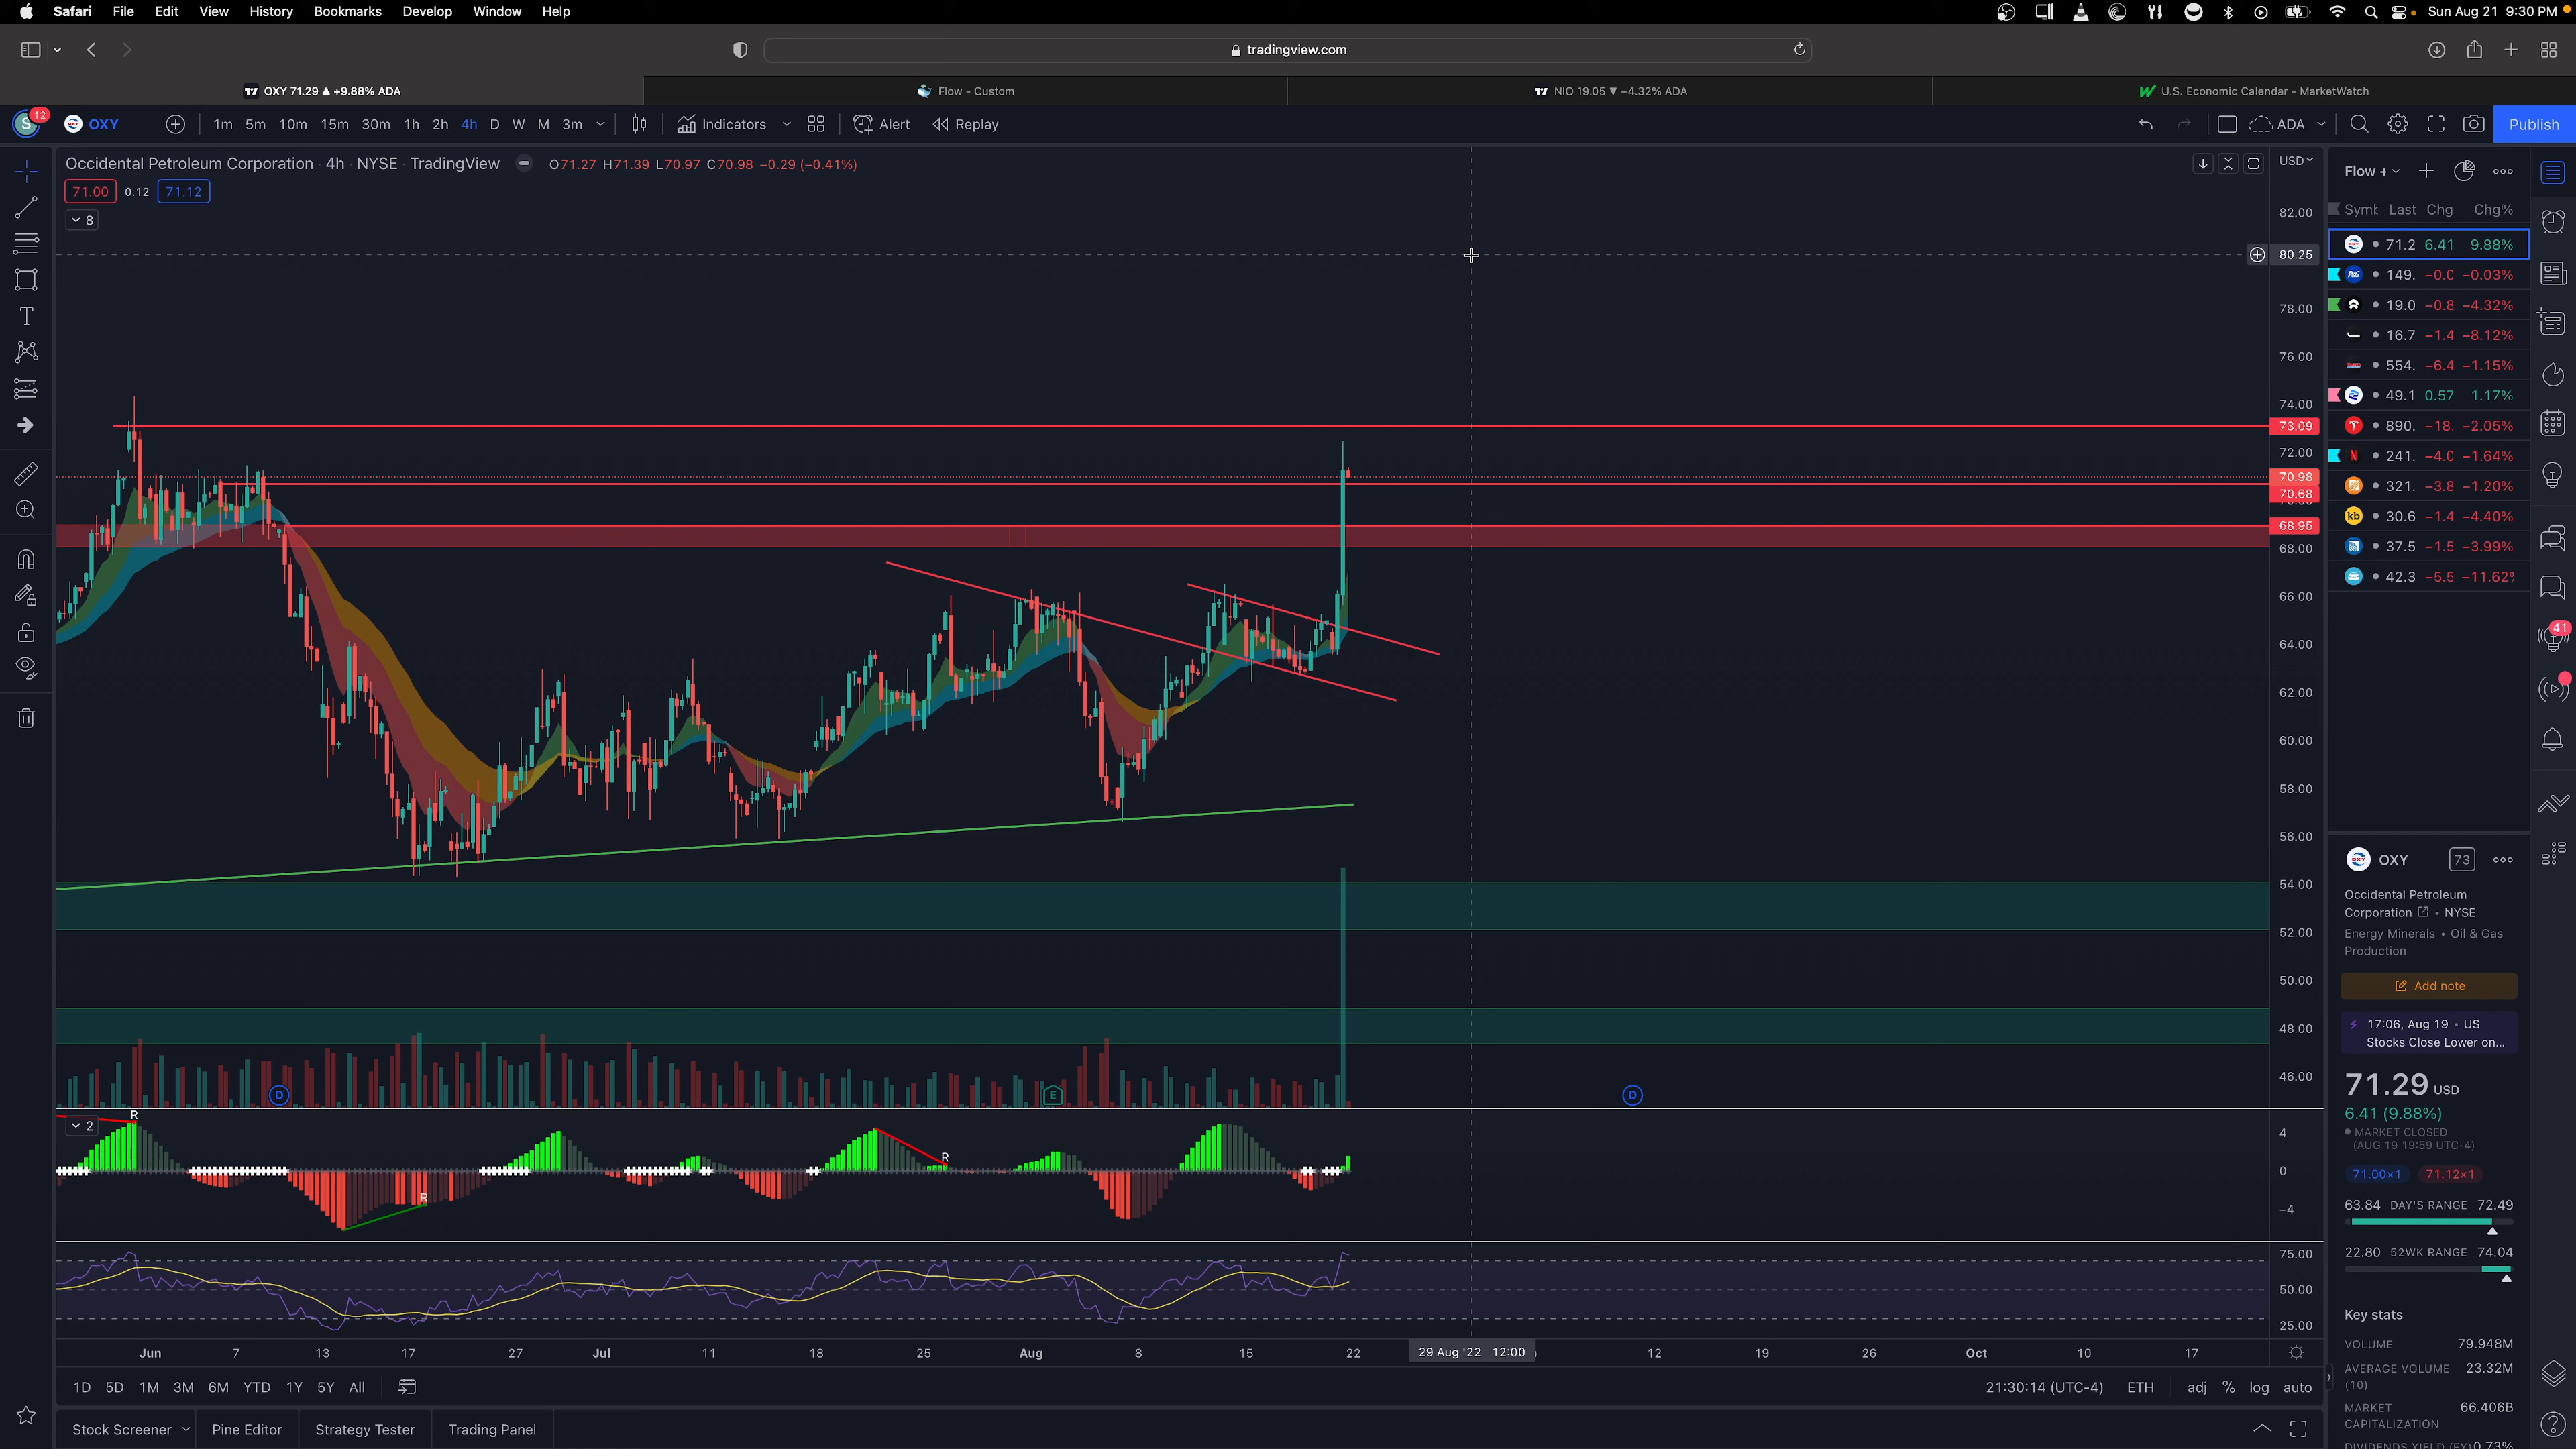 Safari File Edit View History Bookmarks Develop Window Help Sun Aug 21 9:30 PM
tradingview.com
OXY 71.29 ▲ +9.88% ADA
Flow - Custom
NIO 19.05 ▼ −4.32% ADA
U.S. Economic Calendar - MarketWatch
S 12 OXY 1m 5m 10m 15m 30m 1h 2h 4h D W M 3m Indicators Alert Replay ADA Publish
Occidental Petroleum Corporation · 4h · NYSE · TradingView O71.27 H71.39 L70.97 C70.98 −0.29 (−0.41%)
71.00 0.12 71.12
8
USD
82.00
80.25
78.00
76.00
74.00
73.09
72.00
70.98
70.68
68.95
68.00
66.00
64.00
62.00
60.00
58.00
56.00
54.00
52.00
50.00
48.00
46.00
D E D
R
2
R
R
4
0
−4
75.00
50.00
25.00
Jun 7 13 17 27 Jul 11 18 25 Aug 8 15 22 29 Aug '22 12:00 12 19 26 Oct 10 17
1D 5D 1M 3M 6M YTD 1Y 5Y All 21:30:14 (UTC-4) ETH adj % log auto
Stock Screener Pine Editor Strategy Tester Trading Panel
Flow +
Symt Last Chg Chg%
71.2 6.41 9.88%
P&G 149. −0.0 −0.03%
19.0 −0.8 −4.32%
16.7 −1.4 −8.12%
554. −6.4 −1.15%
49.1 0.57 1.17%
890. −18. −2.05%
N 241. −4.0 −1.64%
321. −3.8 −1.20%
kb 30.6 −1.4 −4.40%
37.5 −1.5 −3.99%
42.3 −5.5 −11.62%
41
OXY 73
Occidental Petroleum
Corporation • NYSE
Energy Minerals • Oil & Gas
Production
Add note
17:06, Aug 19 • US
Stocks Close Lower on...
71.29 USD
6.41 (9.88%)
MARKET CLOSED
(AUG 19 19:59 UTC-4)
71.00×1 71.12×1
63.84 DAY'S RANGE 72.49
22.80 52WK RANGE 74.04
Key stats
VOLUME 79.948M
AVERAGE VOLUME 23.32M
(10)
MARKET 66.406B
CAPITALIZATION
DIVIDENDS YIELD (FY) 0.73%